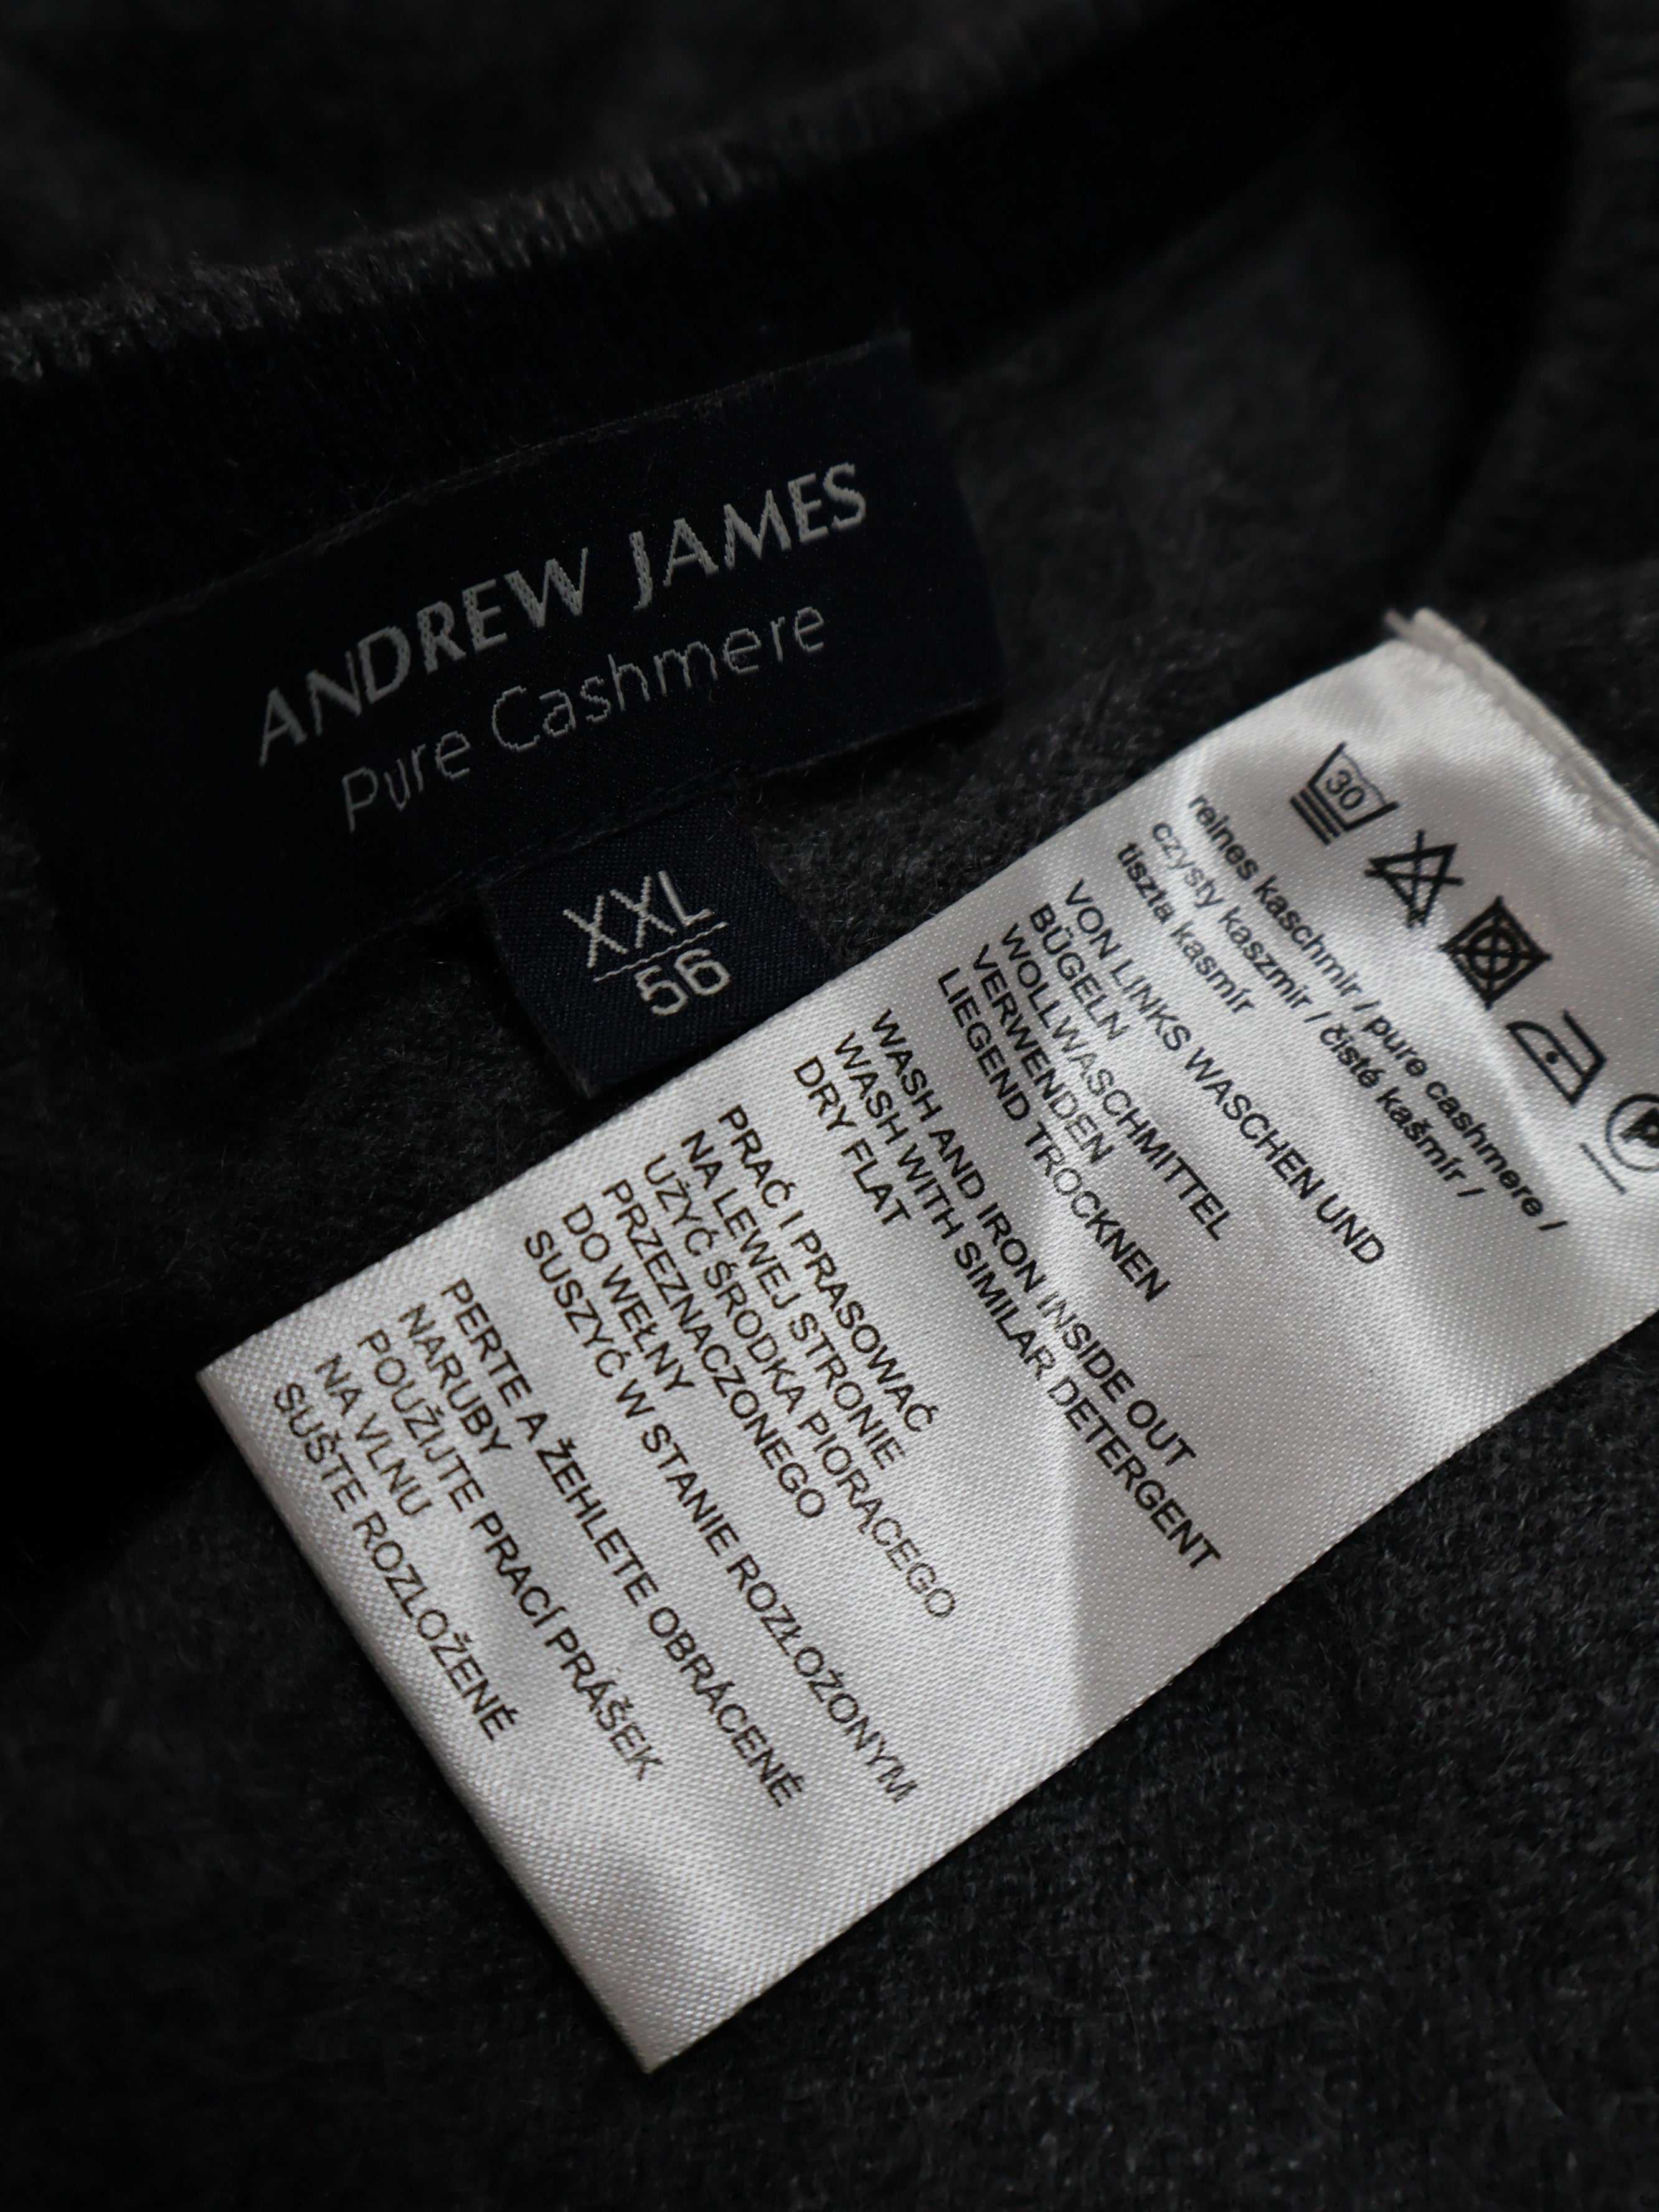 ANDREW JAMES
Pure Cashmere
XXL
56
30
P
reines kaschmir / pure cashmere /
czysty kaszmir / čisté kašmír /
tiszta kasmír
VON LINKS WASCHEN UND
BÜGELN
WOLLWASCHMITTEL
VERWENDEN
LIEGEND TROCKNEN
WASH AND IRON INSIDE OUT
WASH WITH SIMILAR DETERGENT
DRY FLAT
PRAĆ I PRASOWAĆ
NA LEWEJ STRONIE
UŻYĆ ŚRODKA PIORĄCEGO
PRZEZNACZONEGO
DO WEŁNY
SUSZYĆ W STANIE ROZŁOŻONYM
PERTE A ŽEHLETE OBRÁCENÉ
NARUBY
POUŽIJTE PRACÍ PRÁŠEK
NA VLNU
SUŠTE ROZLOŽENÉ